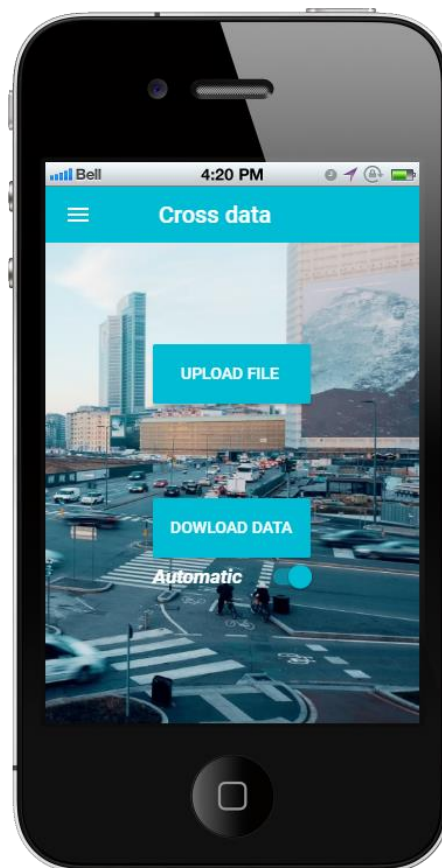 Bell 4:20 PM
Cross data
UPLOAD FILE
DOWLOAD DATA
Automatic